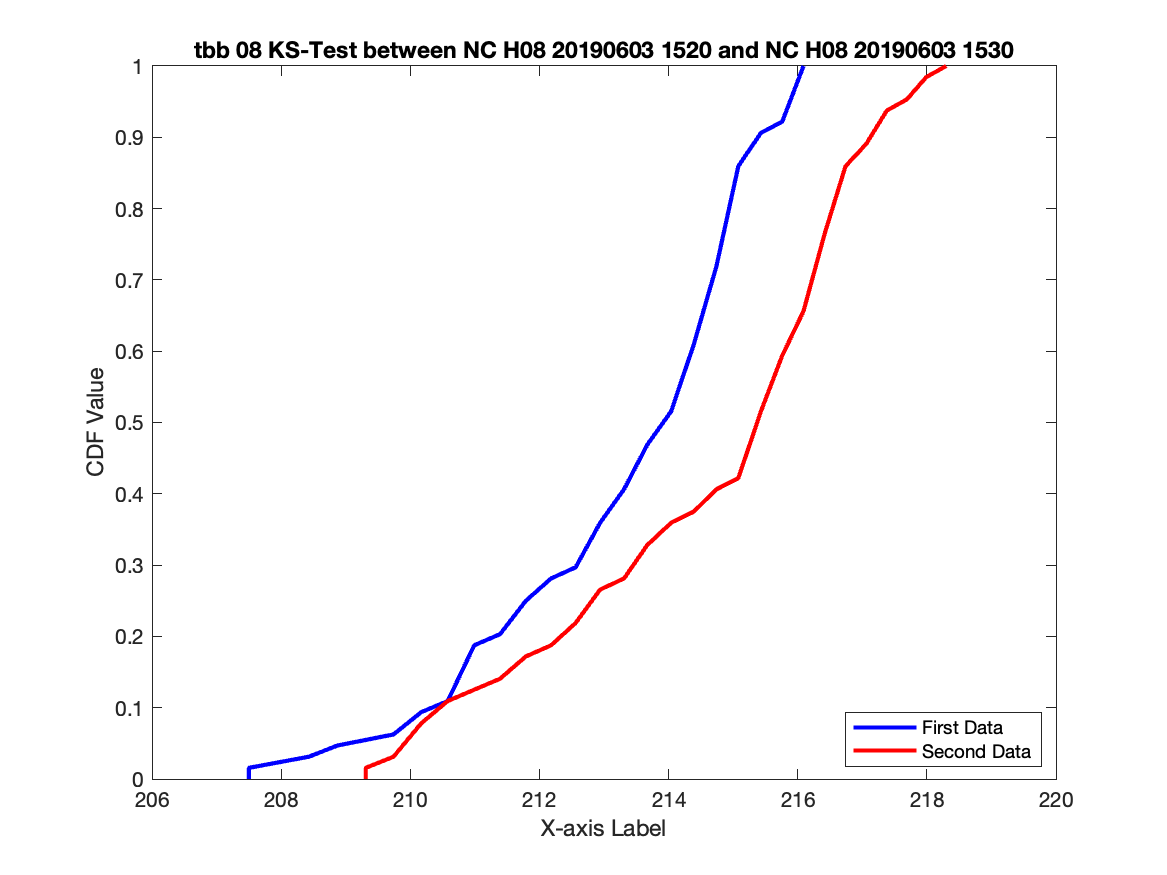 tbb 08 KS-Test between NC H08 20190603 1520 and NC H08 20190603 1530
1
0.9
0.8
0.7
0.6
0.5
0.4
0.3
0.2
0.1
0
CDF Value
First Data
Second Data
206 208 210 212 214 216 218 220
X-axis Label